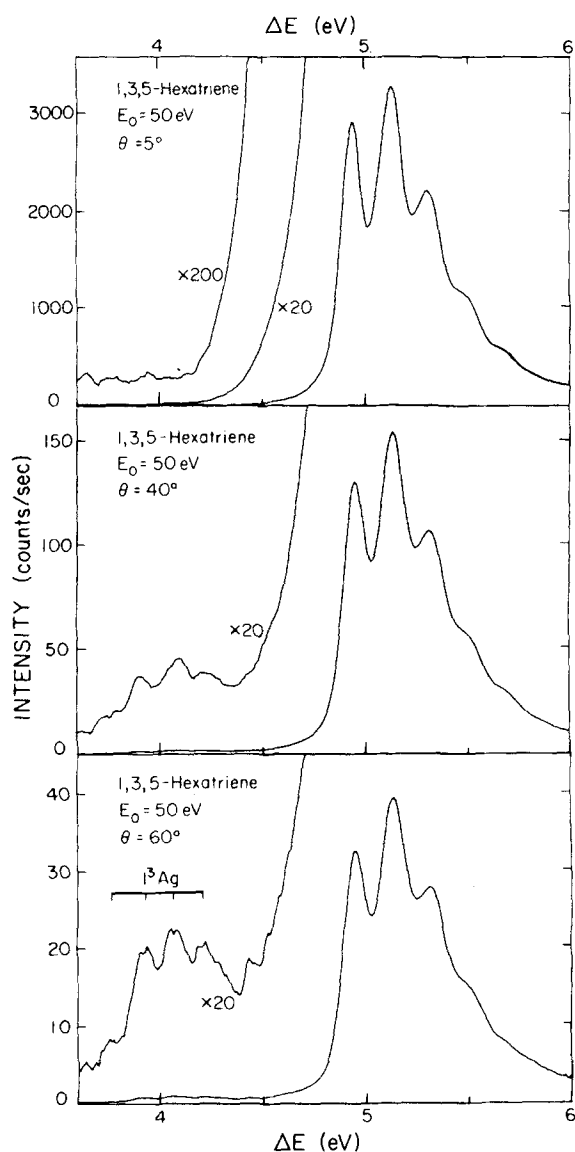 ΔE (eV)
4 5 6
1,3,5-Hexatriene
E₀ = 50 eV
θ = 5°
3000
2000
1000
0
×200
×20
1,3,5-Hexatriene
E₀ = 50 eV
θ = 40°
150
100
50
0
×20
INTENSITY (counts/sec)
1,3,5-Hexatriene
E₀ = 50 eV
θ = 60°
1³Ag
40
30
20
10
0
×20
4 5 6
ΔE (eV)